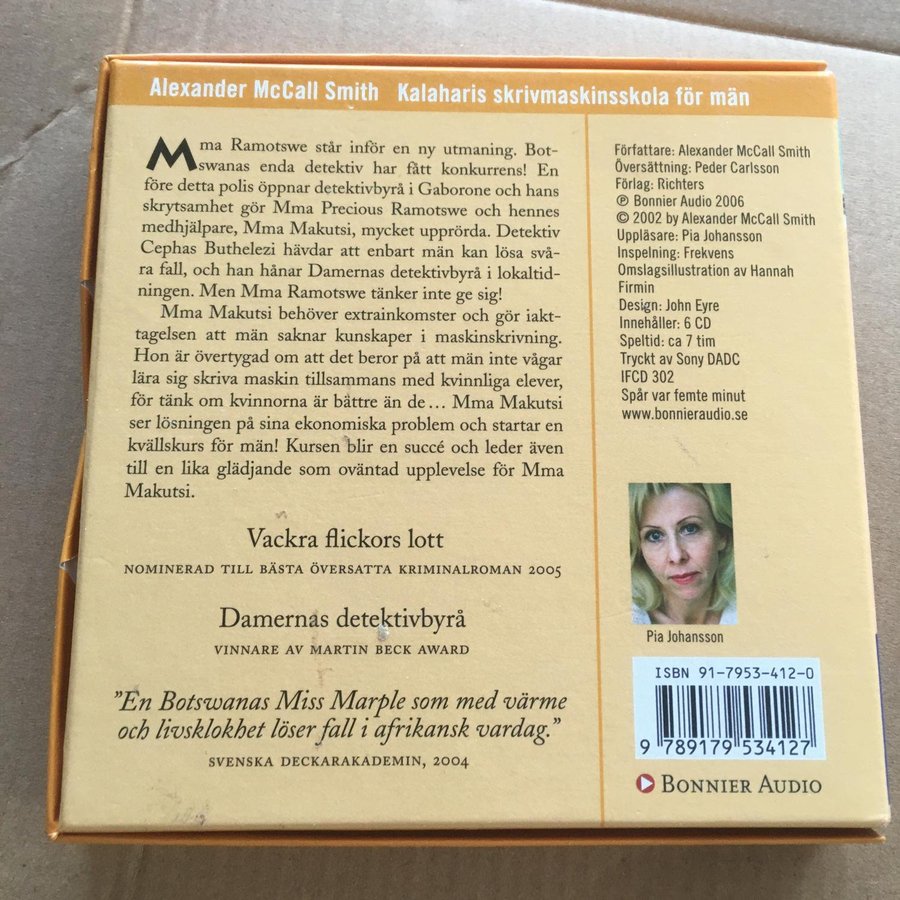 Alexander McCall Smith Kalaharis skrivmaskinsskola för män
Mma Ramotswe står inför en ny utmaning. Bot-
swanas enda detektiv har fått konkurrens! En
före detta polis öppnar detektivbyrå i Gaborone och hans
skrytsamhet gör Mma Precious Ramotswe och hennes
medhjälpare, Mma Makutsi, mycket upprörda. Detektiv
Cephas Buthelezi hävdar att enbart män kan lösa svå-
ra fall, och han hånar Damernas detektivbyrå i lokaltid-
ningen. Men Mma Ramotswe tänker inte ge sig!
Mma Makutsi behöver extrainkomster och gör iakt-
tagelsen att män saknar kunskaper i maskinskrivning.
Hon är övertygad om att det beror på att män inte vågar
lära sig skriva maskin tillsammans med kvinnliga elever,
för tänk om kvinnorna är bättre än de… Mma Makutsi
ser lösningen på sina ekonomiska problem och startar en
kvällskurs för män! Kursen blir en succé och leder även
till en lika glädjande som oväntad upplevelse för Mma
Makutsi.
Vackra flickors lott
NOMINERAD TILL BÄSTA ÖVERSATTA KRIMINALROMAN 2005
Damernas detektivbyrå
VINNARE AV MARTIN BECK AWARD
"En Botswanas Miss Marple som med värme
och livsklokhet löser fall i afrikansk vardag."
SVENSKA DECKARAKADEMIN, 2004
Författare: Alexander McCall Smith
Översättning: Peder Carlsson
Förlag: Richters
℗ Bonnier Audio 2006
© 2002 by Alexander McCall Smith
Uppläsare: Pia Johansson
Inspelning: Frekvens
Omslagsillustration av Hannah
Firmin
Design: John Eyre
Innehåller: 6 CD
Speltid: ca 7 tim
Tryckt av Sony DADC
IFCD 302
Spår var femte minut
www.bonnieraudio.se
Pia Johansson
ISBN 91-7953-412-0
9 789179 534127
BONNIER AUDIO